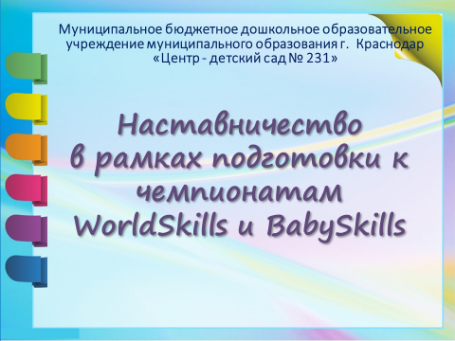 Муниципальное бюджетное дошкольное образовательное
учреждение муниципального образования г. Краснодар
«Центр - детский сад № 231»
Наставничество
в рамках подготовки к
чемпионатам
WorldSkills и BabySkills